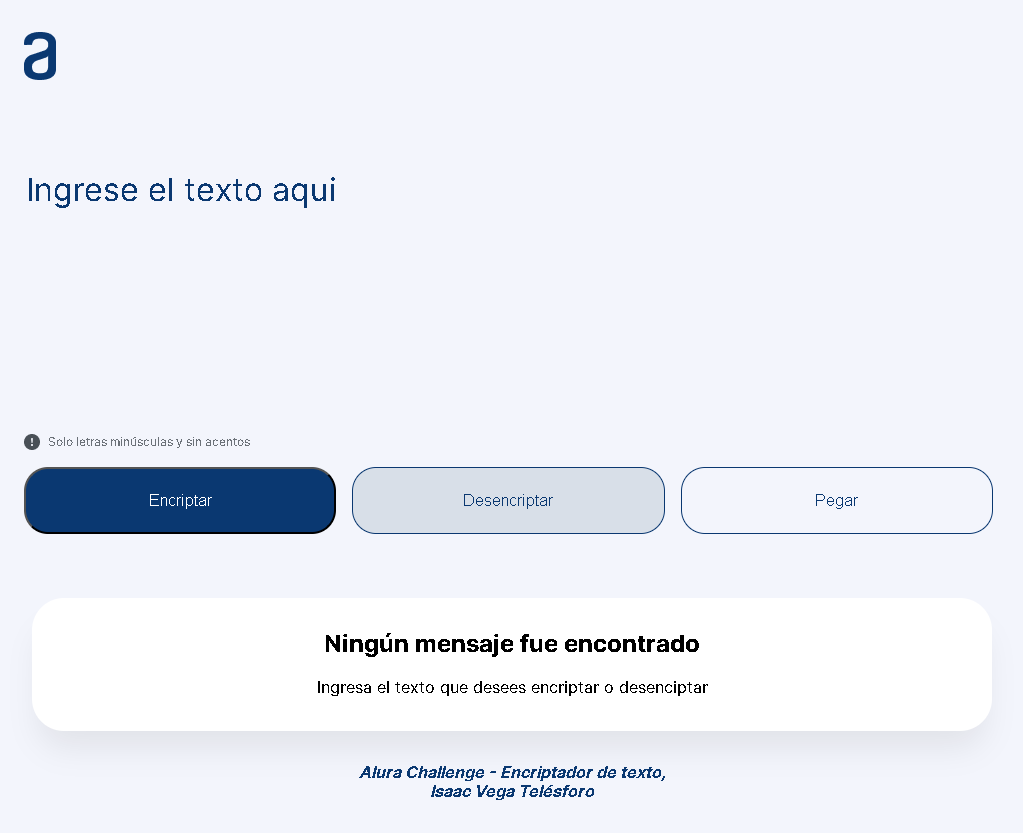 a
Ingrese el texto aqui
Solo letras minúsculas y sin acentos
Encriptar
Desencriptar
Pegar
Ningún mensaje fue encontrado
Ingresa el texto que desees encriptar o desenciptar
Alura Challenge - Encriptador de texto,
Isaac Vega Telésforo